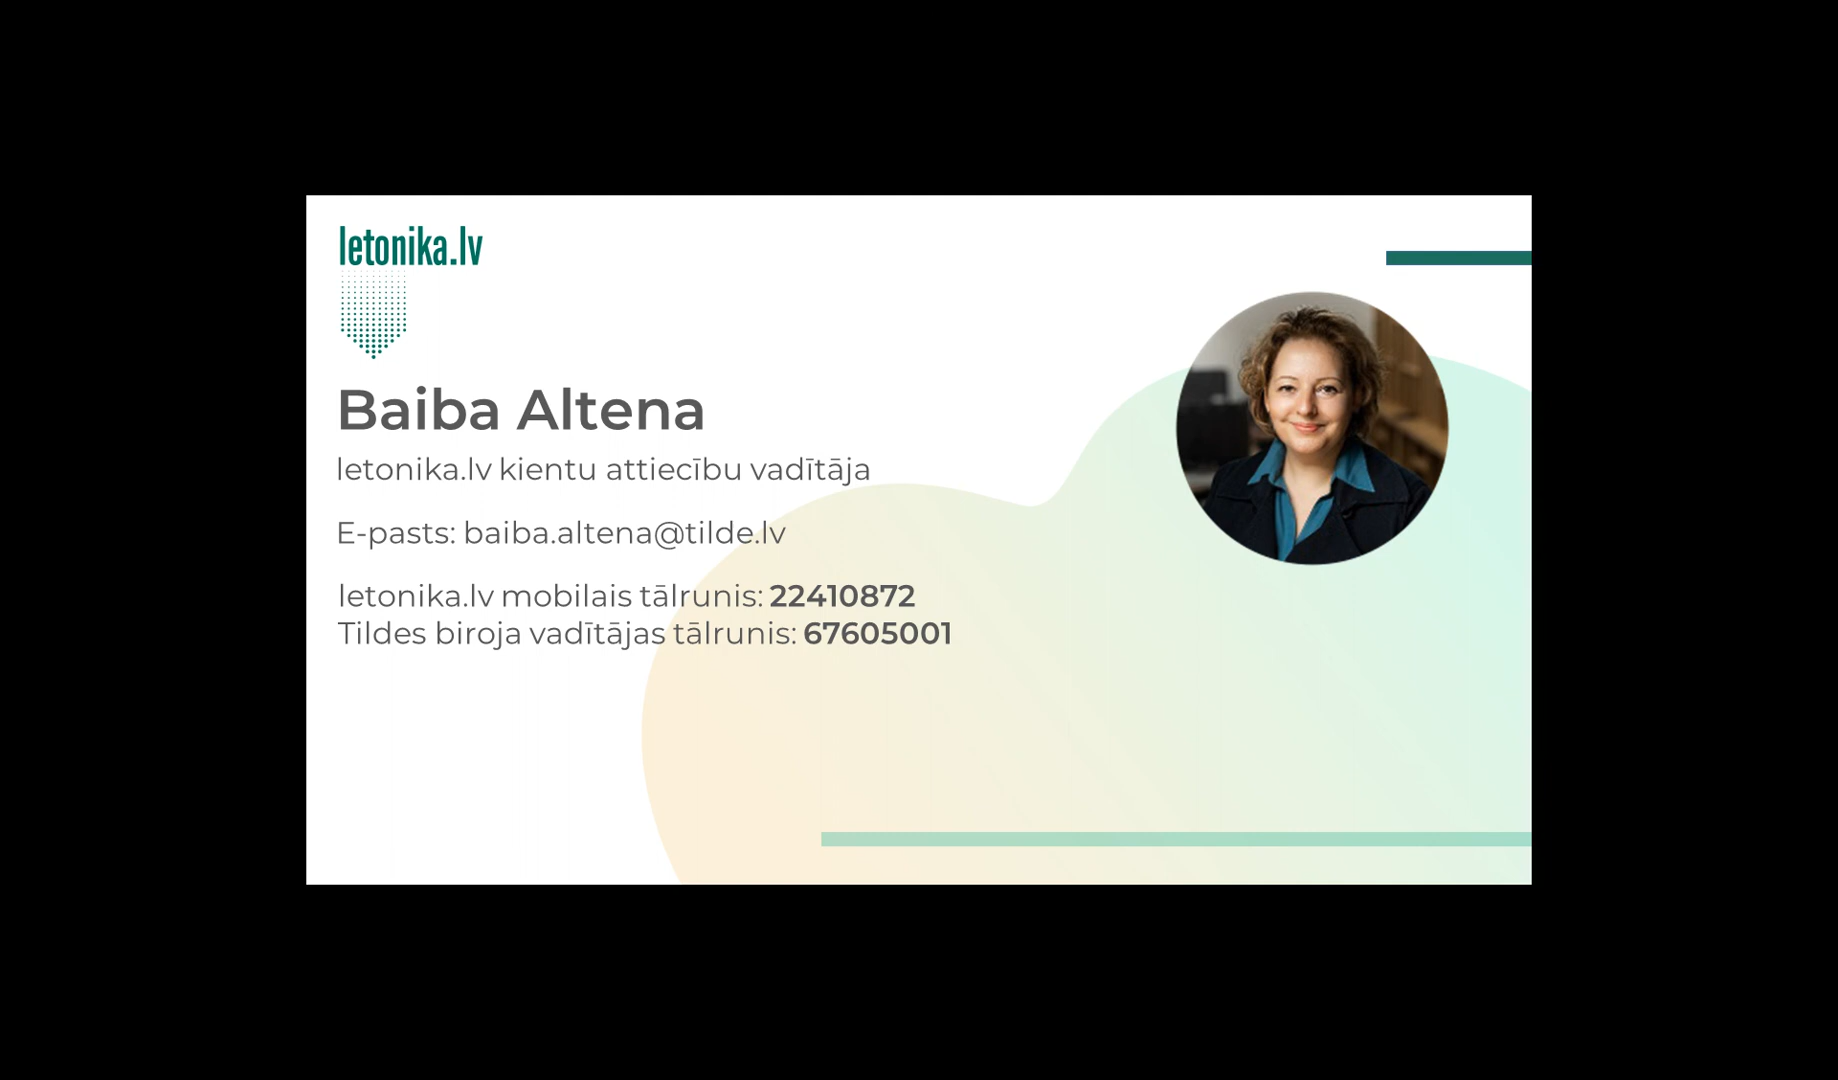 letonika.lv
Baiba Altena
letonika.lv kientu attiecību vadītāja
E-pasts: baiba.altena@tilde.lv
letonika.lv mobilais tālrunis: 22410872
Tildes biroja vadītājas tālrunis: 67605001